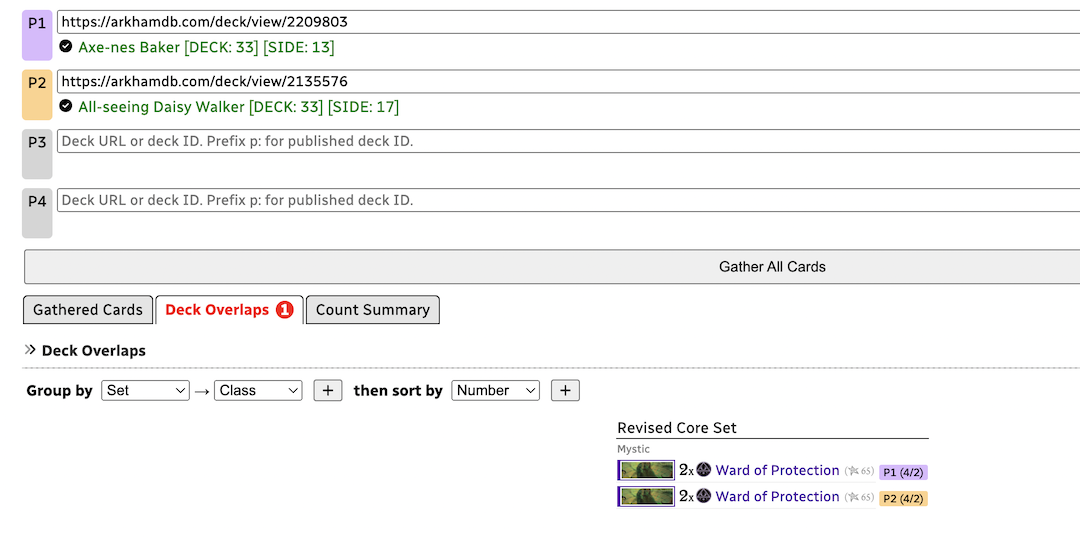 P1 https://arkhamdb.com/deck/view/2209803
Axe-nes Baker [DECK: 33] [SIDE: 13]
P2 https://arkhamdb.com/deck/view/2135576
All-seeing Daisy Walker [DECK: 33] [SIDE: 17]
P3 Deck URL or deck ID. Prefix p: for published deck ID.
P4 Deck URL or deck ID. Prefix p: for published deck ID.
Gather All Cards
Gathered Cards Deck Overlaps 1 Count Summary
» Deck Overlaps
Group by Set → Class + then sort by Number +
Revised Core Set
Mystic
2x Ward of Protection (65) P1 (4/2)
2x Ward of Protection (65) P2 (4/2)